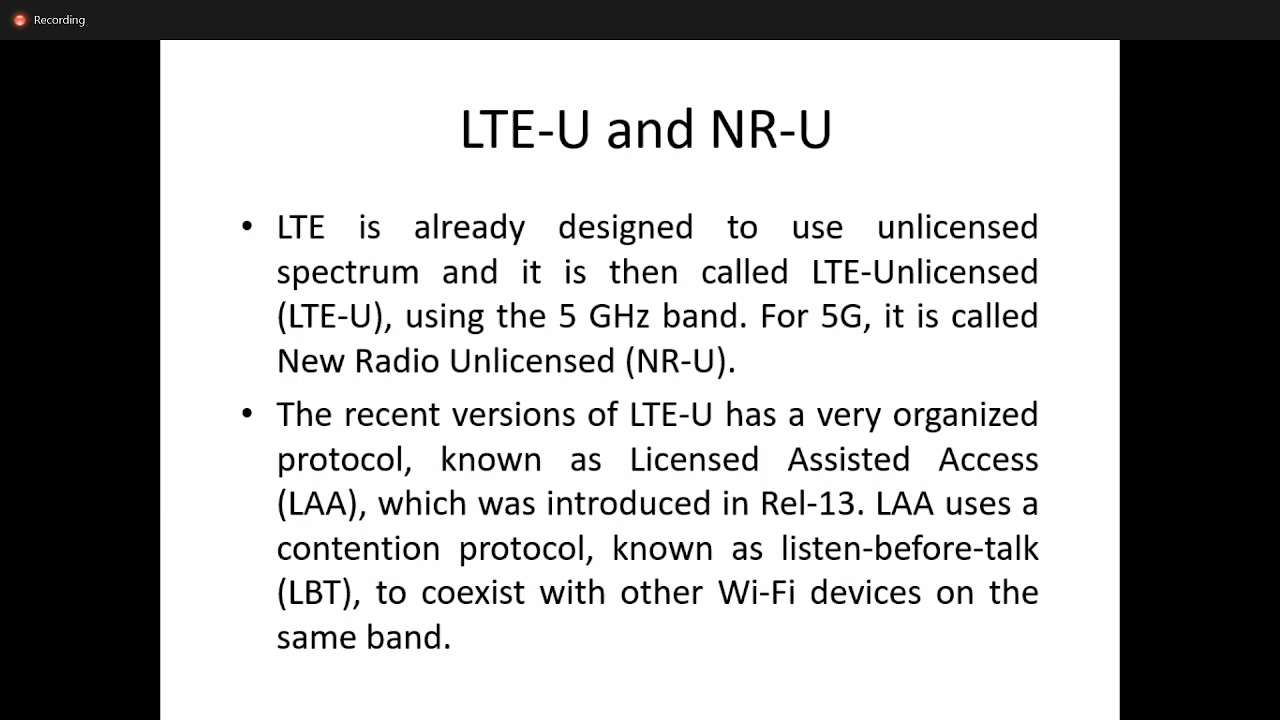 Recording
LTE-U and NR-U
• LTE is already designed to use unlicensed
spectrum and it is then called LTE-Unlicensed
(LTE-U), using the 5 GHz band. For 5G, it is called
New Radio Unlicensed (NR-U).
• The recent versions of LTE-U has a very organized
protocol, known as Licensed Assisted Access
(LAA), which was introduced in Rel-13. LAA uses a
contention protocol, known as listen-before-talk
(LBT), to coexist with other Wi-Fi devices on the
same band.